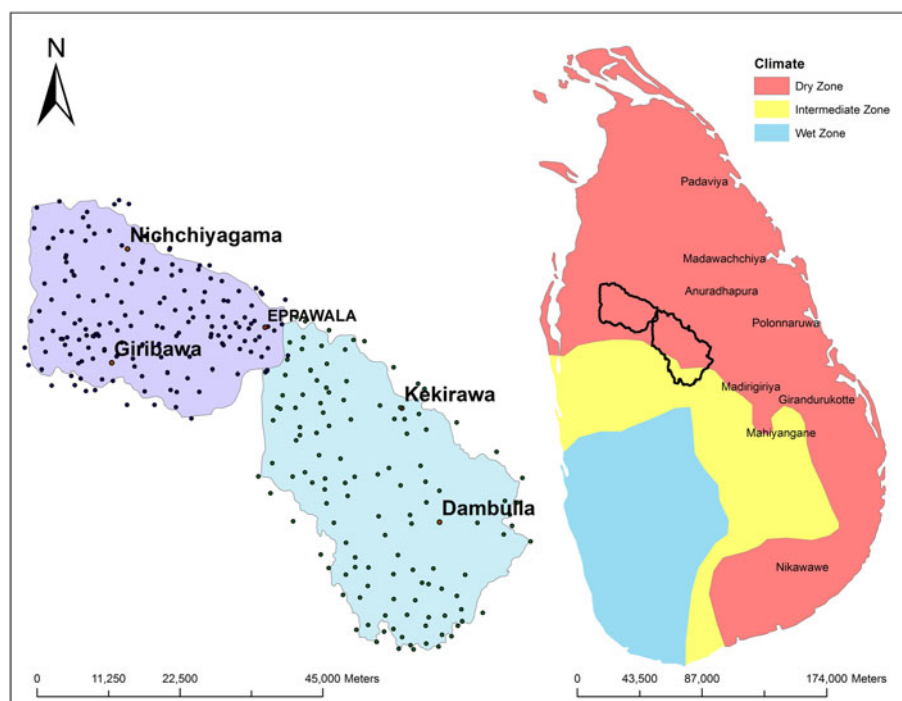 N
Nichchiyagama
EPPAWALA
Giribawa
Kekirawa
Dambulla
0 11,250 22,500 45,000 Meters
Climate
Dry Zone
Intermediate Zone
Wet Zone
Padaviya
Madawachchiya
Anuradhapura
Polonnaruwa
Madirigiriya
Girandurukotte
Mahiyangane
Nikawawe
0 43,500 87,000 174,000 Meters